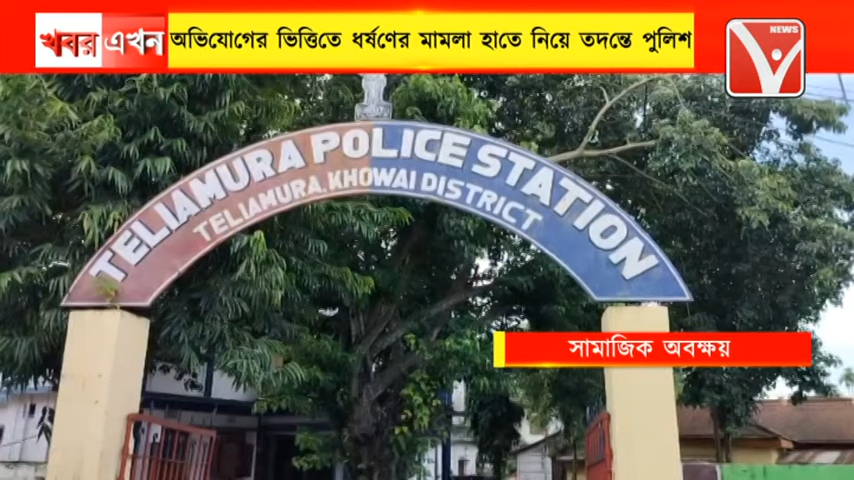 খবর এখন
অভিযোগের ভিত্তিতে ধর্ষণের মামলা হাতে নিয়ে তদন্তে পুলিশ
NEWS
TELIAMURA POLICE STATION
TELIAMURA, KHOWAI DISTRICT
সামাজিক অবক্ষয়